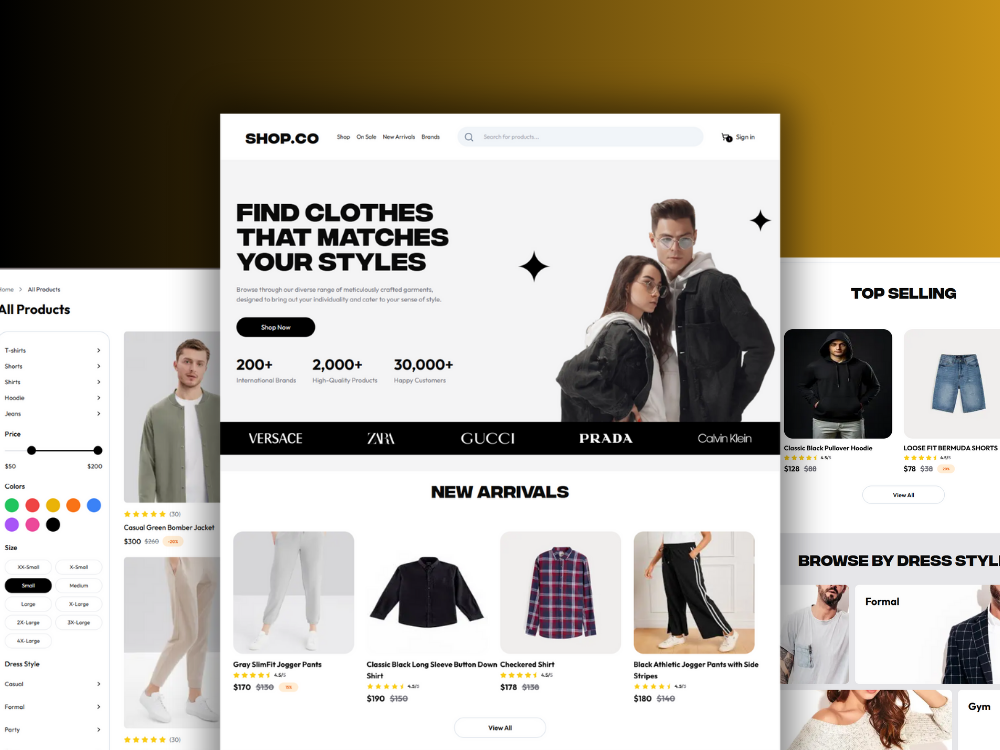 SHOP.CO
Shop On Sale New Arrivals Brands
Search for products...
Sign in
FIND CLOTHES
THAT MATCHES
YOUR STYLES
Browse through our diverse range of meticulously crafted garments,
designed to bring out your individuality and cater to your sense of style.
Shop Now
200+
International Brands
2,000+
High-Quality Products
30,000+
Happy Customers
VERSACE
ZARA
GUCCI
PRADA
Calvin Klein
NEW ARRIVALS
Gray SlimFit Jogger Pants
4.5/5
$170 $150
Classic Black Long Sleeve Button Down
Shirt
4.5/5
$190 $150
Checkered Shirt
4.5/5
$178 $158
Black Athletic Jogger Pants with Side
Stripes
4.5/5
$180 $140
View All
Home > All Products
All Products
T-shirts
Shorts
Shirts
Hoodie
Jeans
Price
$50 $200
Colors
Size
XX-Small X-Small
Small Medium
Large X-Large
2X-Large 3X-Large
4X-Large
Dress Style
Casual
Formal
Party
(30)
Casual Green Bomber Jacket
$300 $260 -20%
(30)
TOP SELLING
Classic Black Pullover Hoodie
4.5/5
$128 $88
LOOSE FIT BERMUDA SHORTS
4.5/5
$78 $38
View All
BROWSE BY DRESS STYL
Formal
Gym